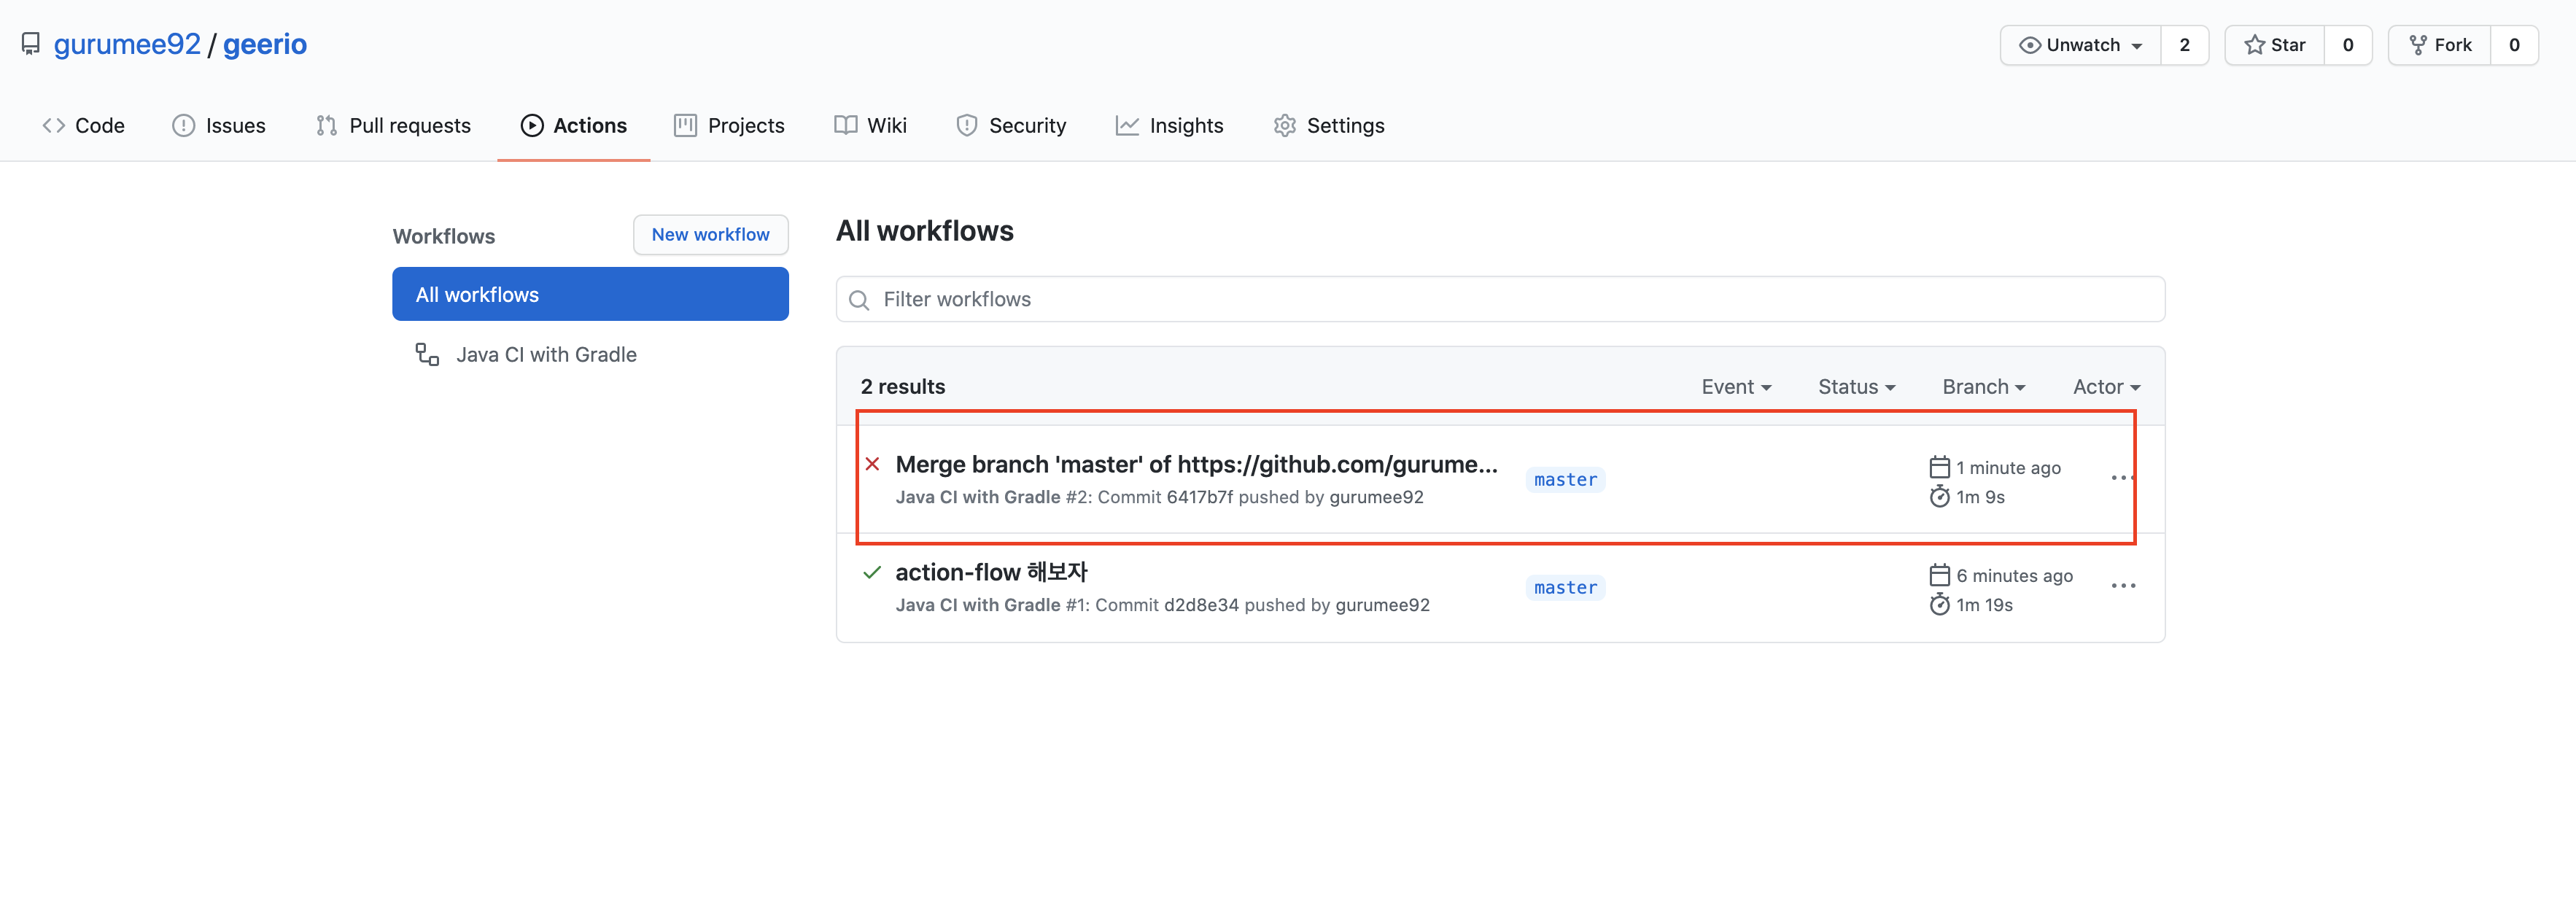 gurumee92 / geerio
Unwatch 2 Star 0 Fork 0
Code Issues Pull requests Actions Projects Wiki Security Insights Settings
Workflows
New workflow
All workflows
Java CI with Gradle
All workflows
Filter workflows
2 results Event Status Branch Actor
Merge branch 'master' of https://github.com/gurume...
Java CI with Gradle #2: Commit 6417b7f pushed by gurumee92
master
1 minute ago
1m 9s
action-flow 해보자
Java CI with Gradle #1: Commit d2d8e34 pushed by gurumee92
master
6 minutes ago
1m 19s